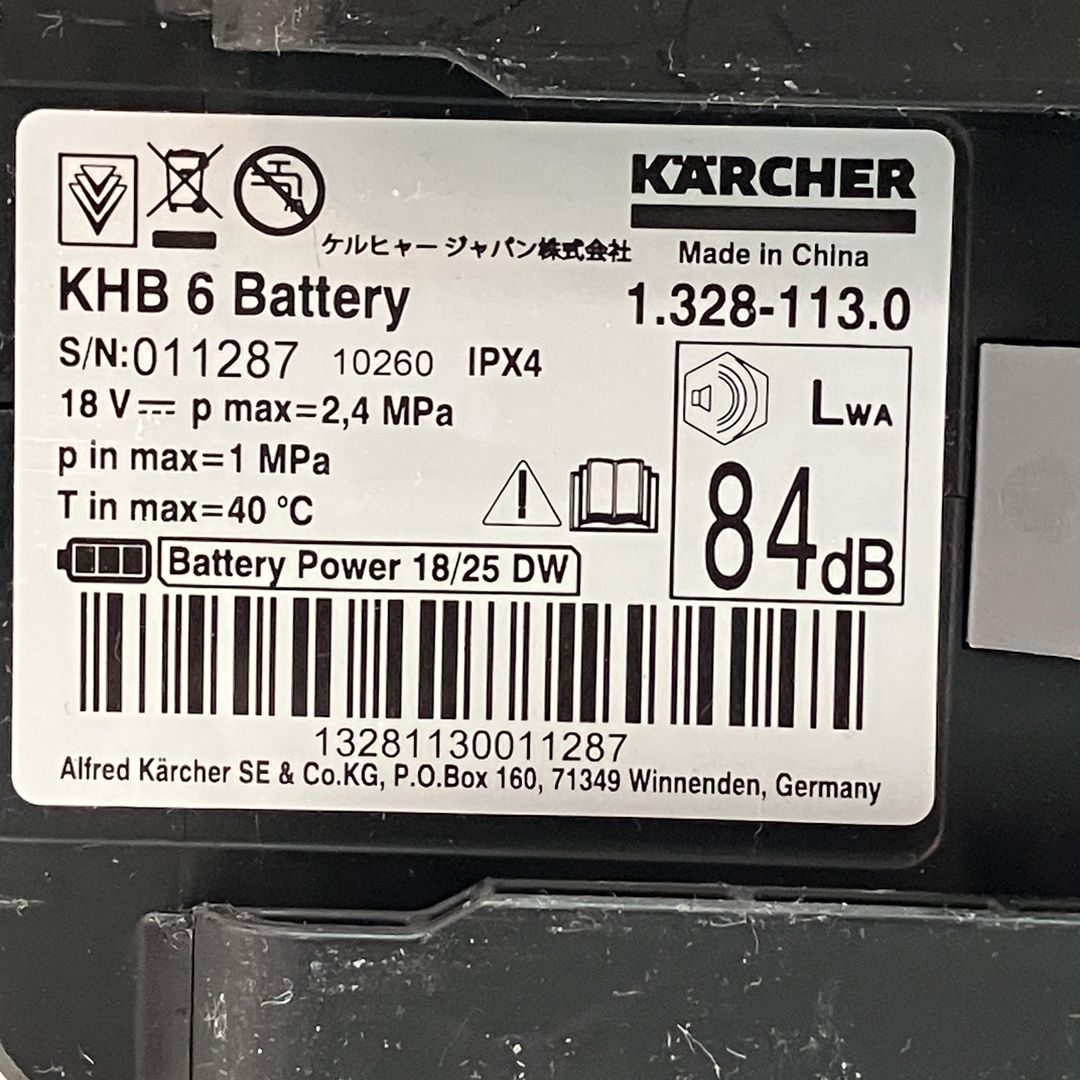 KÄRCHER
ケルヒャー ジャパン株式会社
Made in China
KHB 6 Battery
1.328-113.0
S/N:011287 10260 IPX4
18 V⎓ p max=2,4 MPa
p in max=1 MPa
T in max=40 °C
LWA
84dB
Battery Power 18/25 DW
13281130011287
Alfred Kärcher SE & Co.KG, P.O.Box 160, 71349 Winnenden, Germany